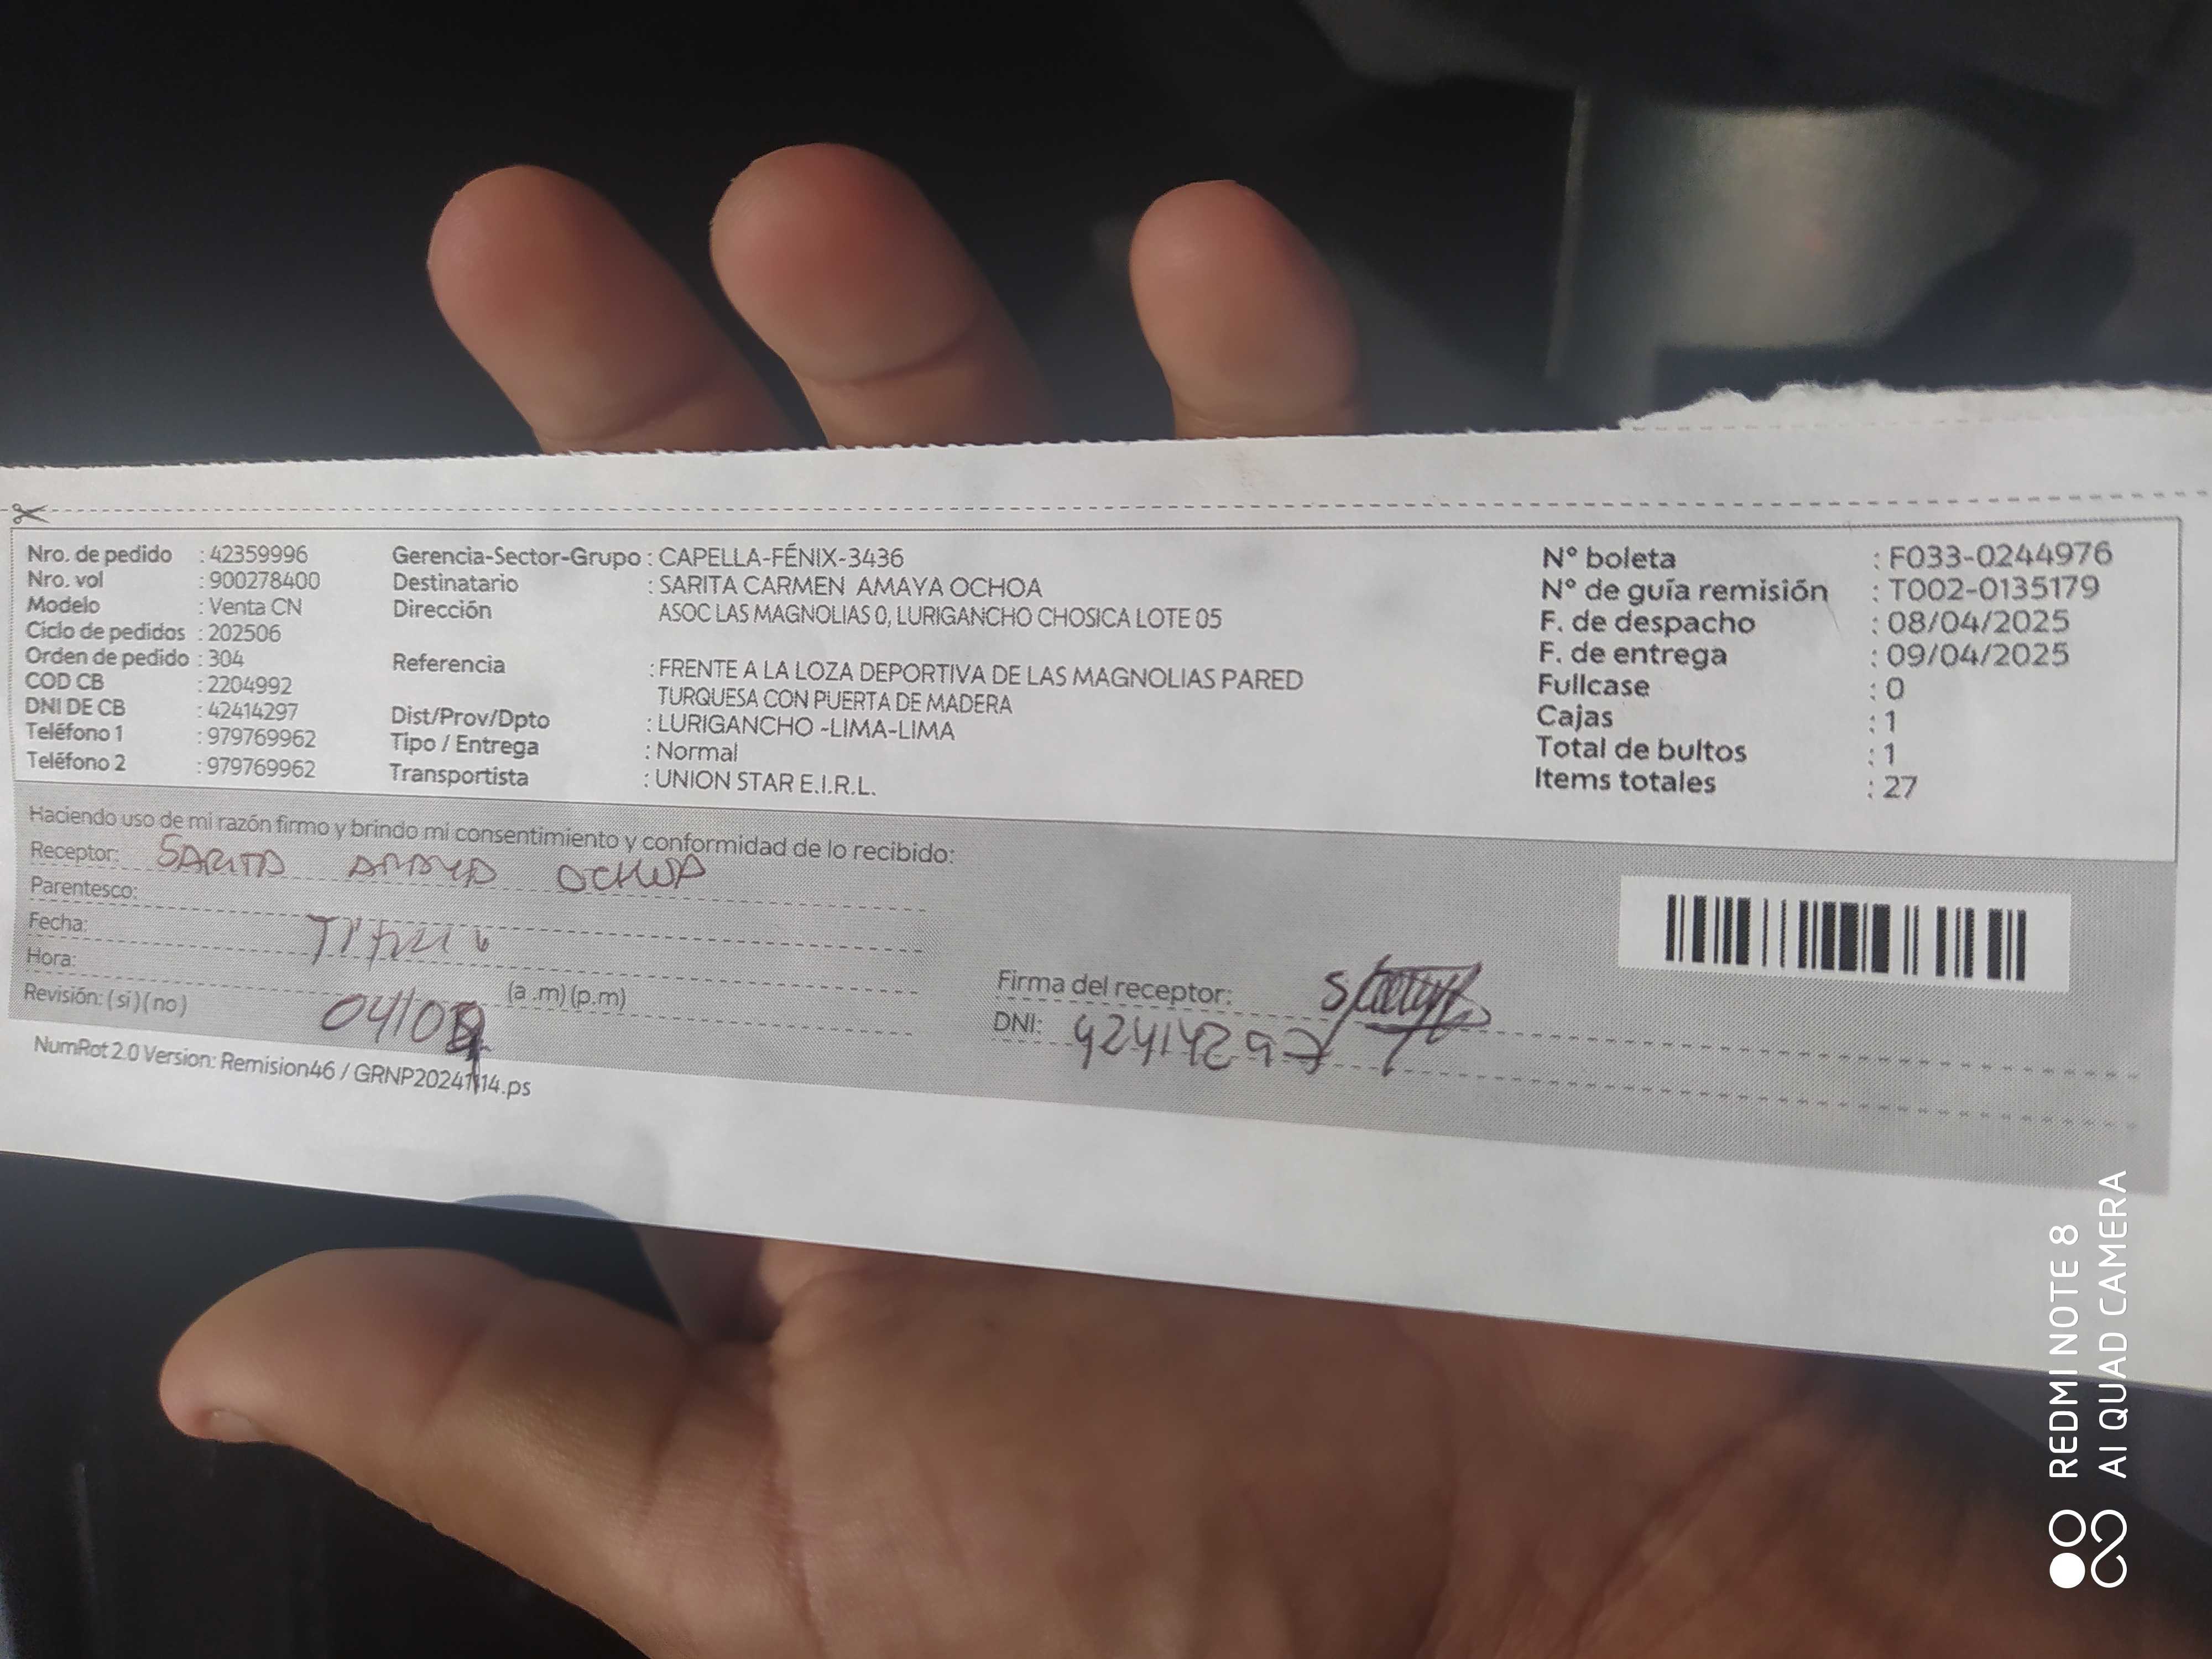 Nro. de pedido : 42359996
Nro. vol : 900278400
Modelo : Venta CN
Ciclo de pedidos : 202506
Orden de pedido : 304
COD CB : 2204992
DNI DE CB : 42414297
Teléfono 1 : 979769962
Teléfono 2 : 979769962
Gerencia-Sector-Grupo : CAPELLA-FÉNIX-3436
Destinatario : SARITA CARMEN AMAYA OCHOA
Dirección ASOC LAS MAGNOLIAS 0, LURIGANCHO CHOSICA LOTE 05
Referencia : FRENTE A LA LOZA DEPORTIVA DE LAS MAGNOLIAS PARED
TURQUESA CON PUERTA DE MADERA
Dist/Prov/Dpto : LURIGANCHO -LIMA-LIMA
Tipo / Entrega : Normal
Transportista : UNION STAR E.I.R.L.
N° boleta : F033-0244976
N° de guía remisión : T002-0135179
F. de despacho : 08/04/2025
F. de entrega : 09/04/2025
Fullcase : 0
Cajas : 1
Total de bultos : 1
Items totales : 27
Haciendo uso de mi razón firmo y brindo mi consentimiento y conformidad de lo recibido:
Receptor: SARITA AMAYA OCHOA
Parentesco:
Fecha:
Hora: (a .m) (p.m)
Revisión: ( si ) ( no )
Firma del receptor:
DNI: 42414297
NumRot 2.0 Version: Remision46 / GRNP20241114.ps
REDMI NOTE 8
AI QUAD CAMERA